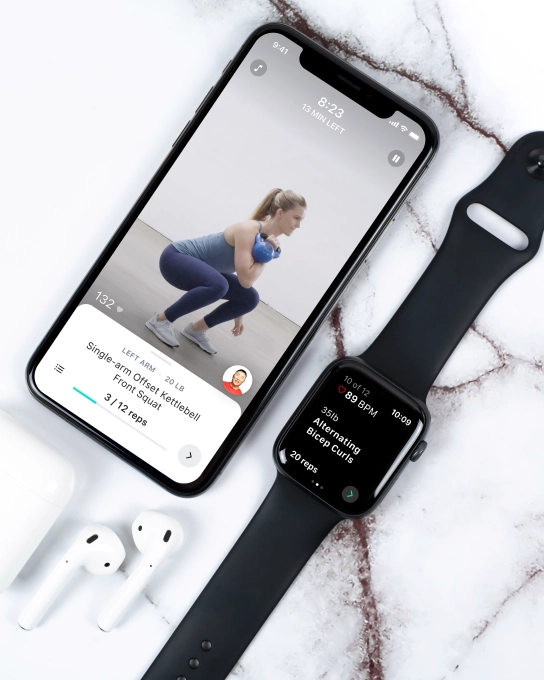 9:41
8:23
13 MIN LEFT
132
LEFT ARM · 20 LB
Single-arm Offset Kettlebell
Front Squat
3 / 12 reps
10 of 12
89 BPM
10:09
35lb
Alternating
Bicep Curls
20 reps